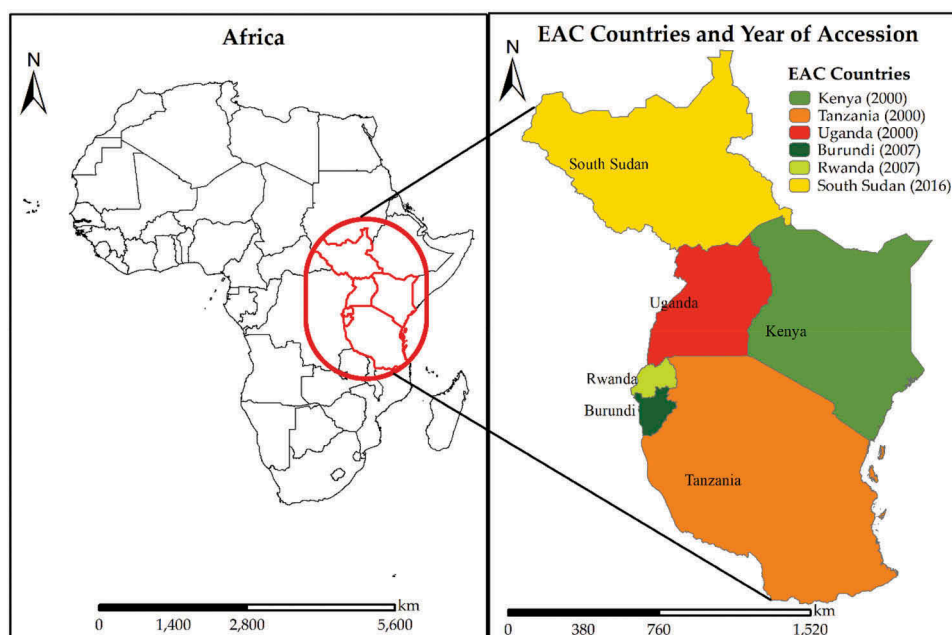 Africa
N
km
0 1,400 2,800 5,600
EAC Countries and Year of Accession
N
EAC Countries
Kenya (2000)
Tanzania (2000)
Uganda (2000)
Burundi (2007)
Rwanda (2007)
South Sudan (2016)
South Sudan
Uganda
Kenya
Rwanda
Burundi
Tanzania
km
0 380 760 1,520